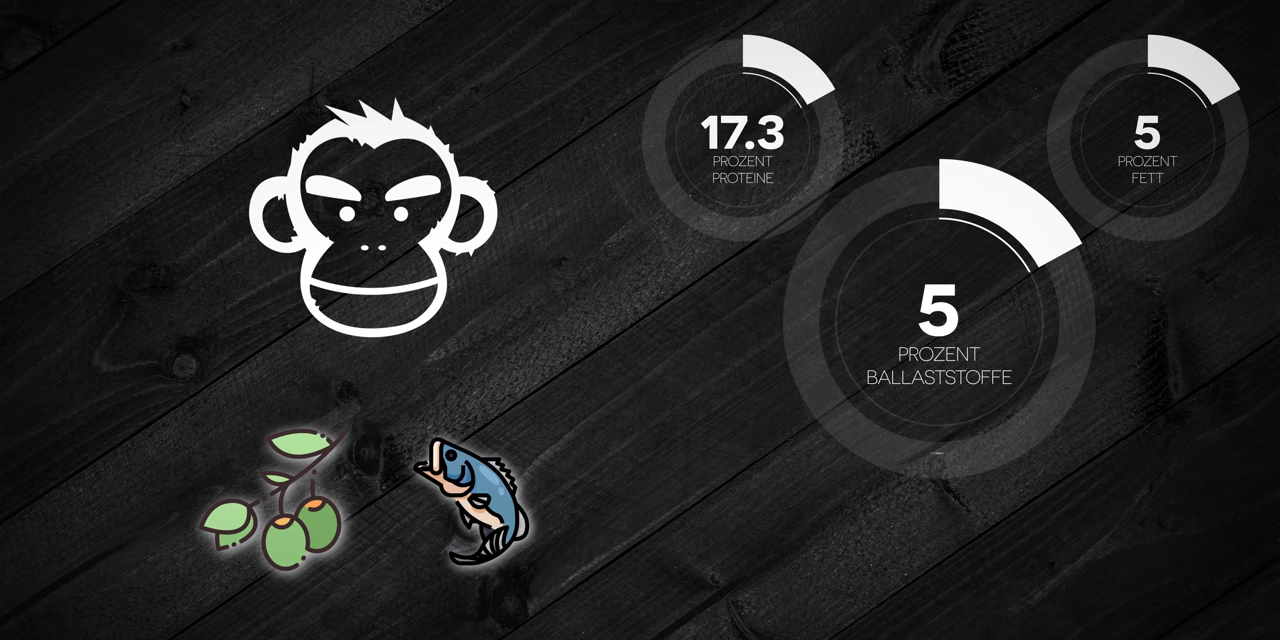 17.3
PROZENT
PROTEINE
5
PROZENT
FETT
5
PROZENT
BALLASTSTOFFE